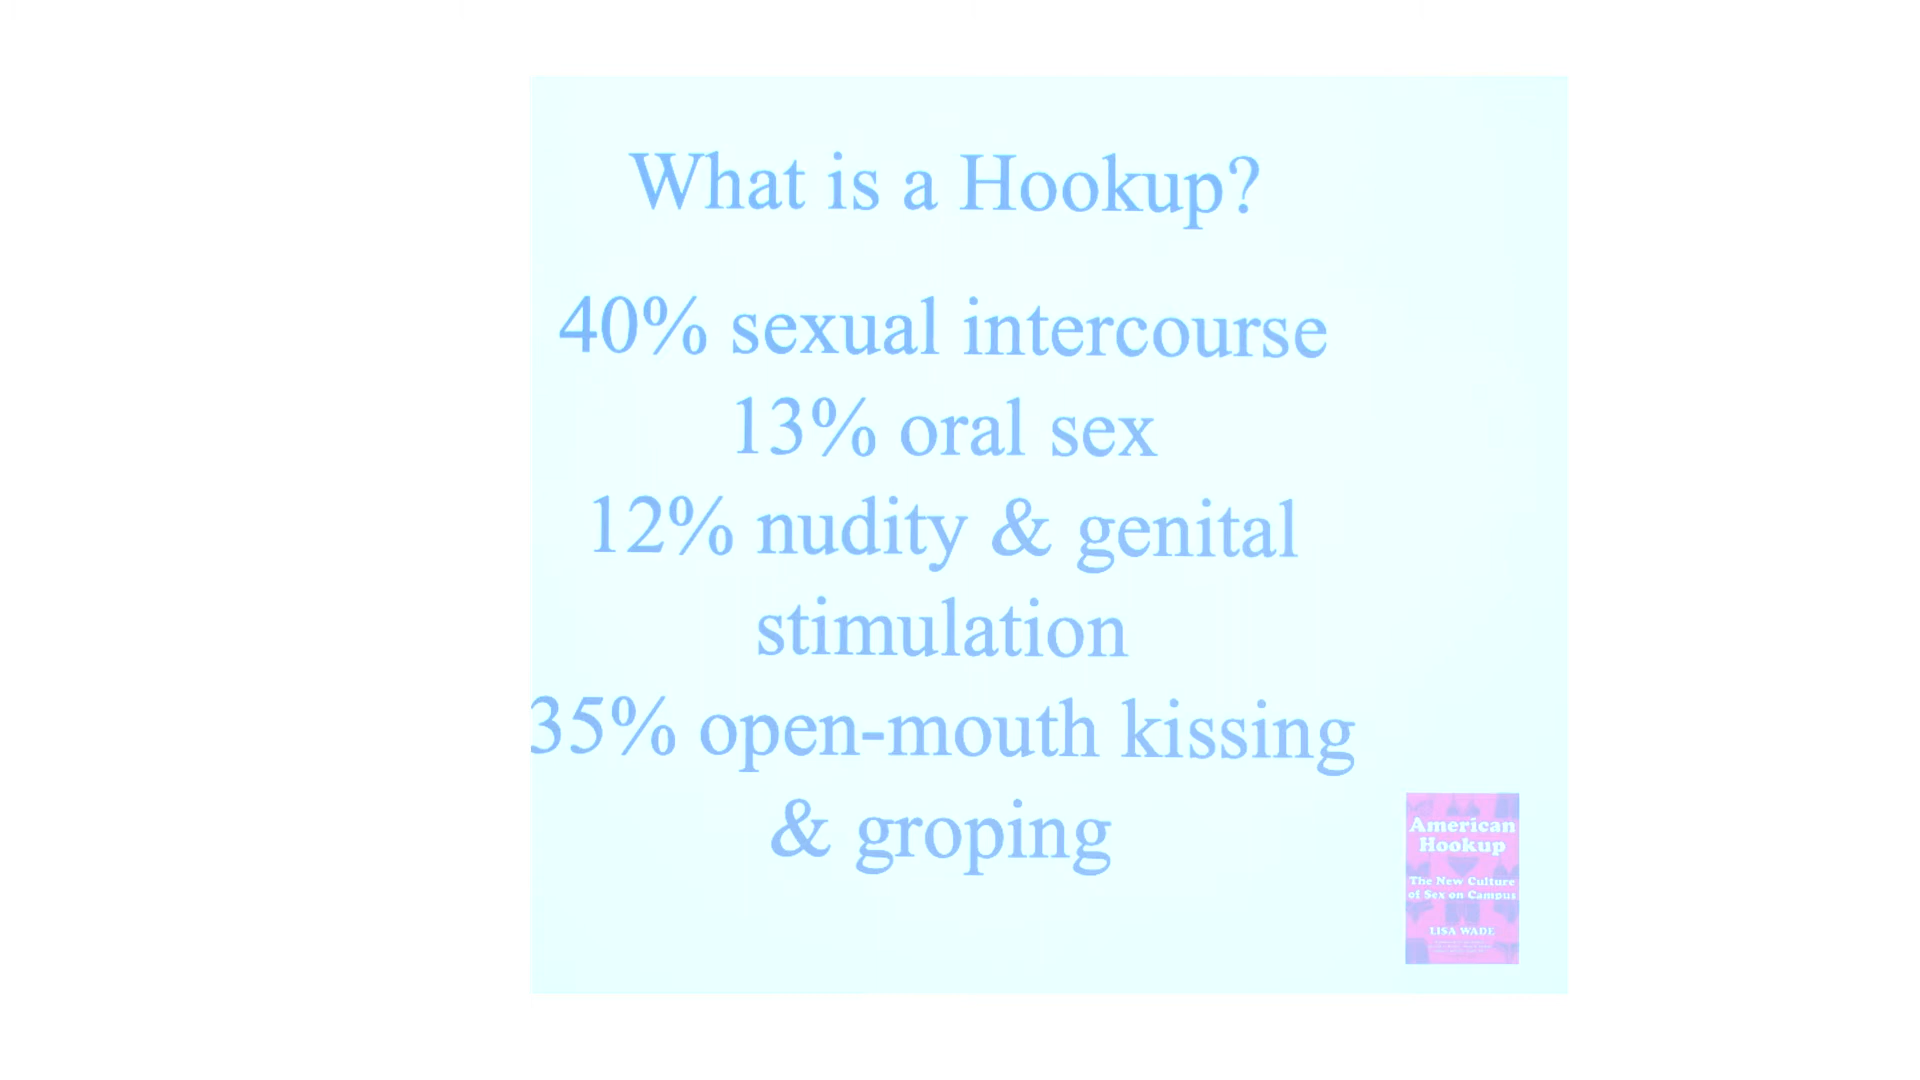 What is a Hookup?
40% sexual intercourse
13% oral sex
12% nudity & genital
stimulation
35% open-mouth kissing
& groping
American
Hookup
The New Culture
of Sex on Campus
LISA WADE